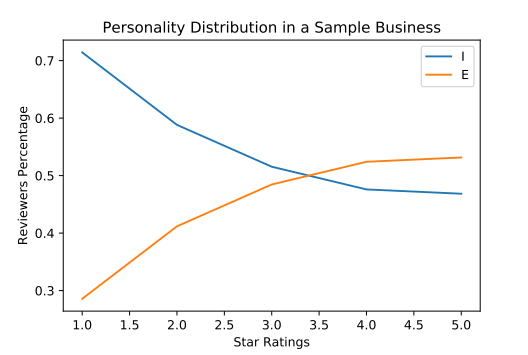 Personality Distribution in a Sample Business
I
E
0.7
0.6
0.5
0.4
0.3
Reviewers Percentage
1.0 1.5 2.0 2.5 3.0 3.5 4.0 4.5 5.0
Star Ratings